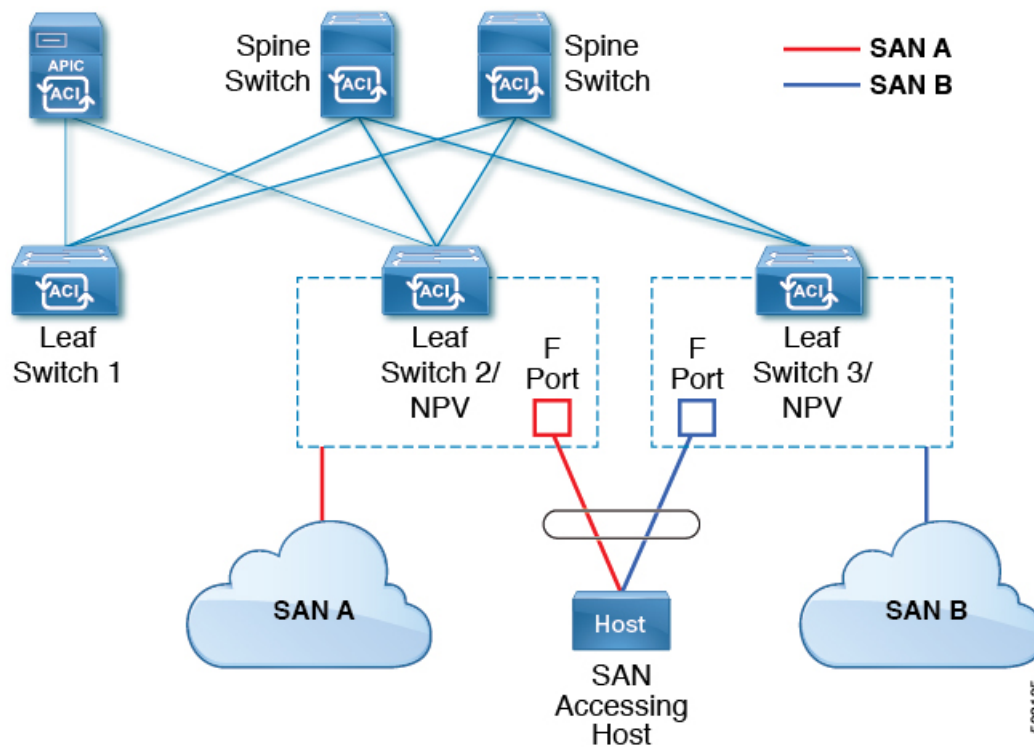 APIC
ACI
Spine
Switch
ACI
Spine
Switch
ACI
SAN A
SAN B
ACI
Leaf
Switch 1
ACI
Leaf
Switch 2/
NPV
F
Port
F
Port
ACI
Leaf
Switch 3/
NPV
SAN A
Host
SAN
Accessing
Host
SAN B